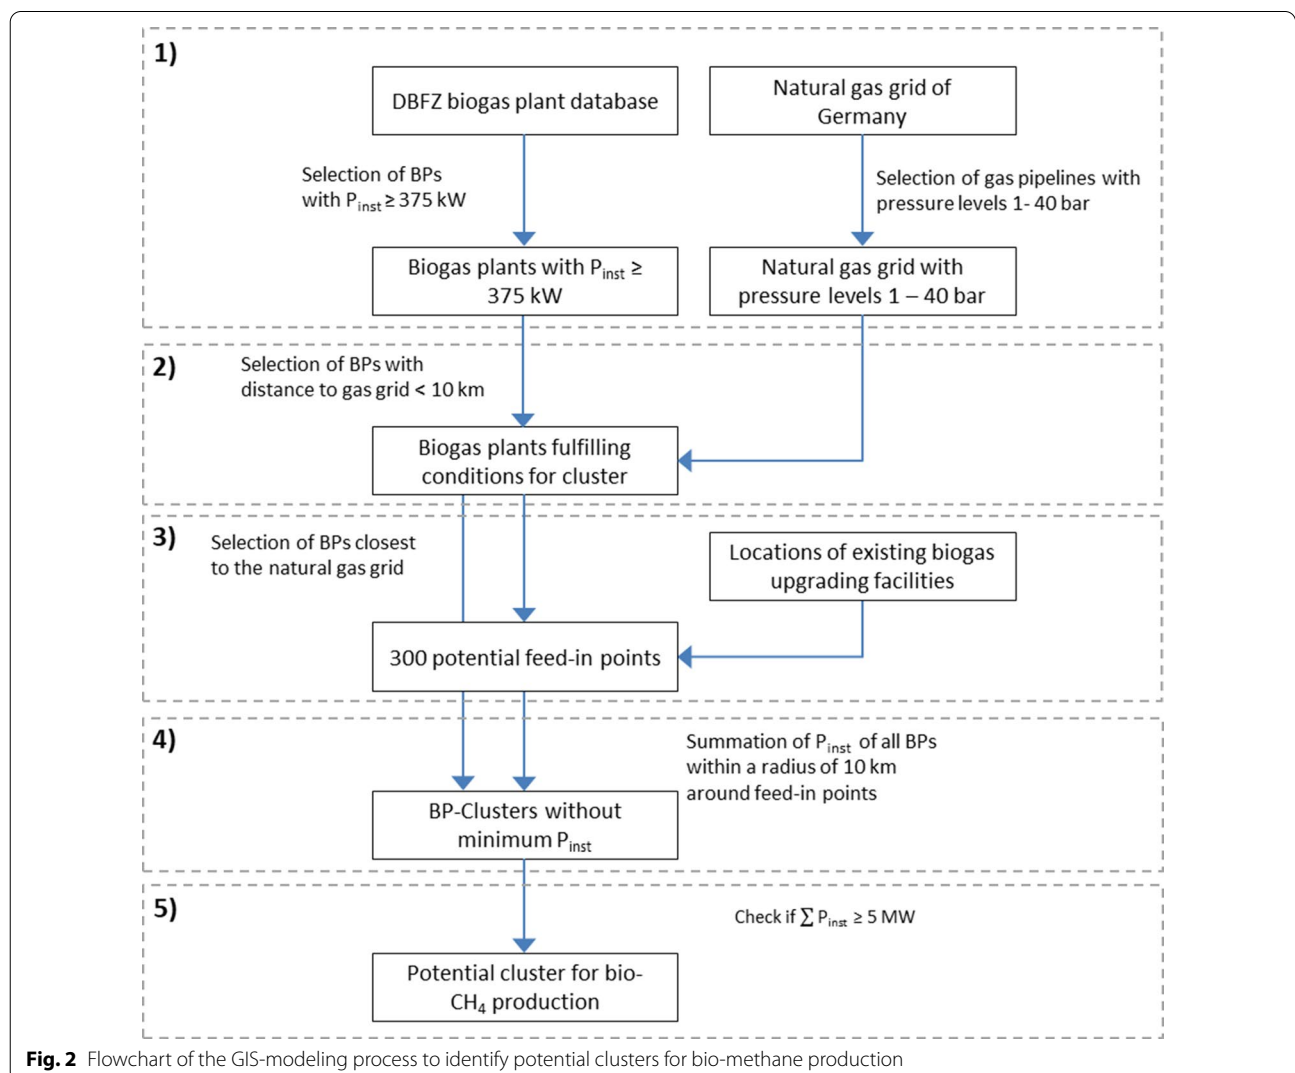 1)
DBFZ biogas plant database
Natural gas grid of
Germany
Selection of BPs
with Pinst ≥ 375 kW
Selection of gas pipelines with
pressure levels 1- 40 bar
Biogas plants with Pinst ≥
375 kW
Natural gas grid with
pressure levels 1 – 40 bar
2)
Selection of BPs with
distance to gas grid < 10 km
Biogas plants fulfilling
conditions for cluster
3)
Selection of BPs closest
to the natural gas grid
Locations of existing biogas
upgrading facilities
300 potential feed-in points
4)
Summation of Pinst of all BPs
within a radius of 10 km
around feed-in points
BP-Clusters without
minimum Pinst
5)
Check if ∑ Pinst ≥ 5 MW
Potential cluster for bio-
CH4 production
Fig. 2 Flowchart of the GIS-modeling process to identify potential clusters for bio-methane production